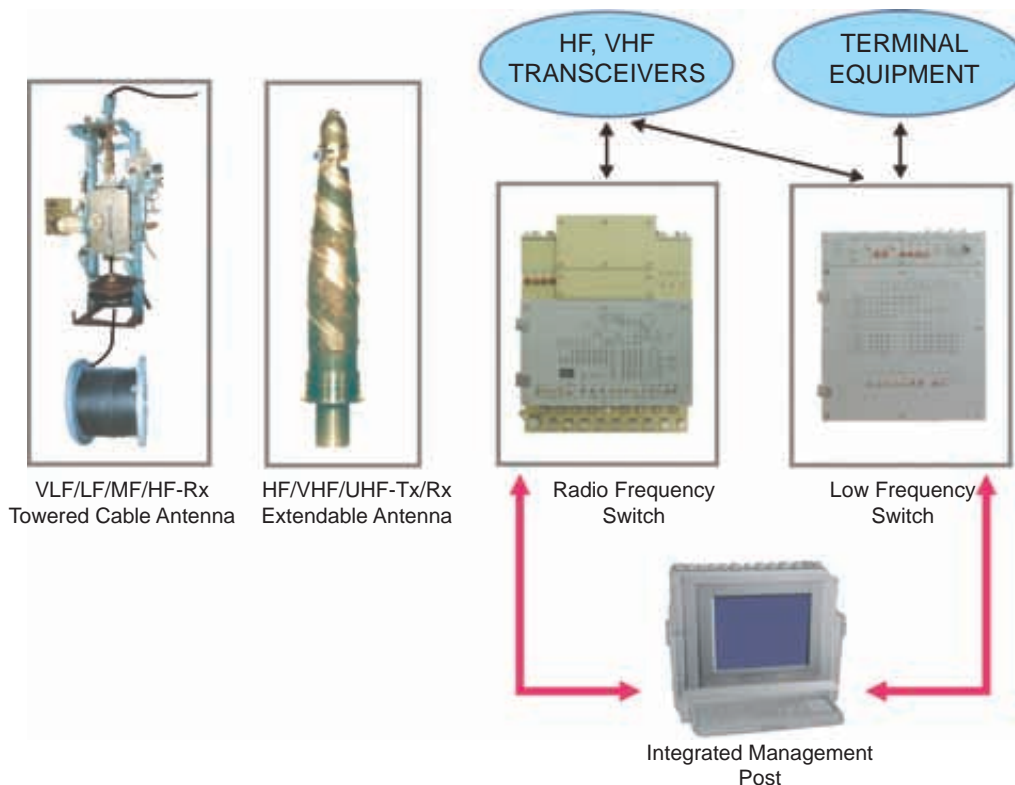 HF, VHF
TRANSCEIVERS
TERMINAL
EQUIPMENT
VLF/LF/MF/HF-Rx
Towered Cable Antenna
HF/VHF/UHF-Tx/Rx
Extendable Antenna
Radio Frequency
Switch
Low Frequency
Switch
Integrated Management
Post